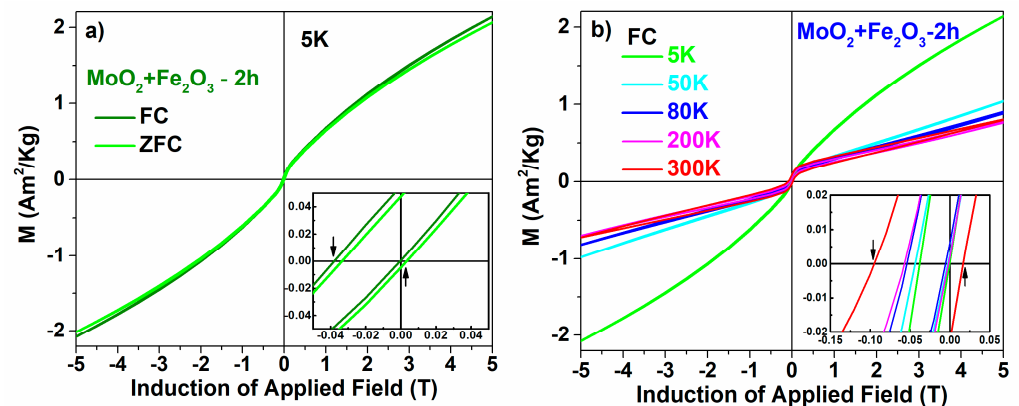 a)
5K
MoO₂+Fe₂O₃ - 2h
FC
ZFC
M (Am²/Kg)
2
1
0
-1
-2
-5 -4 -3 -2 -1 0 1 2 3 4 5
Induction of Applied Field (T)
0.04
0.02
0.00
-0.02
-0.04
-0.04 -0.02 0.00 0.02 0.04
b)
FC
MoO₂+Fe₂O₃-2h
5K
50K
80K
200K
300K
M (Am²/Kg)
2
1
0
-1
-2
-5 -4 -3 -2 -1 0 1 2 3 4 5
Induction of Applied Field (T)
0.02
0.01
0.00
-0.01
-0.02
-0.15 -0.10 -0.05 0.00 0.05